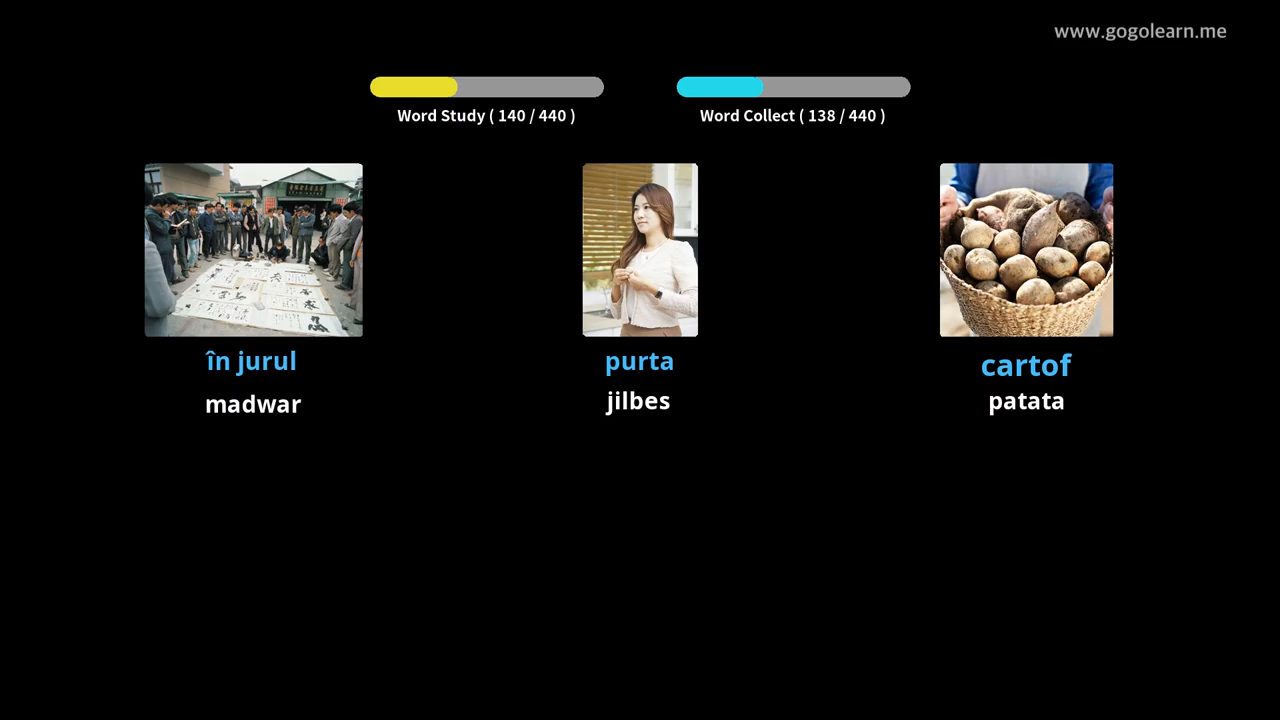 www.gogolearn.me
Word Study ( 140 / 440 )
Word Collect ( 138 / 440 )
în jurul
madwar
purta
jilbes
cartof
patata